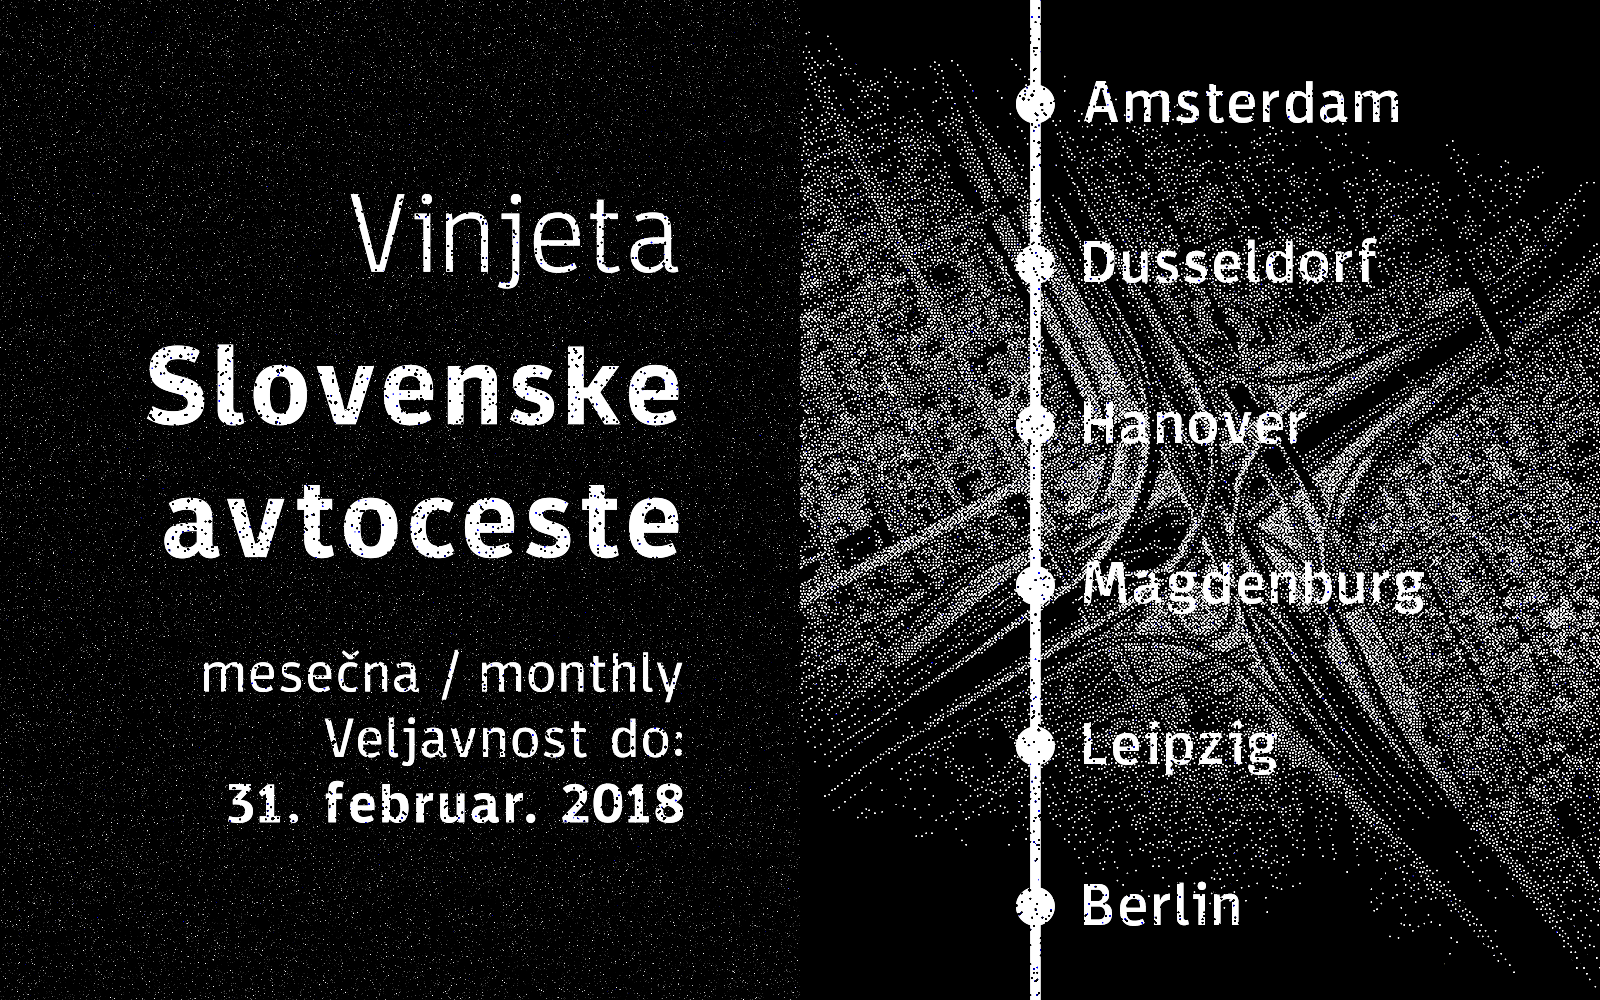 Vinjeta
Slovenske
avtoceste
mesečna / monthly
Veljavnost do:
31. februar. 2018
Amsterdam
Dusseldorf
Hanover
Magdenburg
Leipzig
Berlin